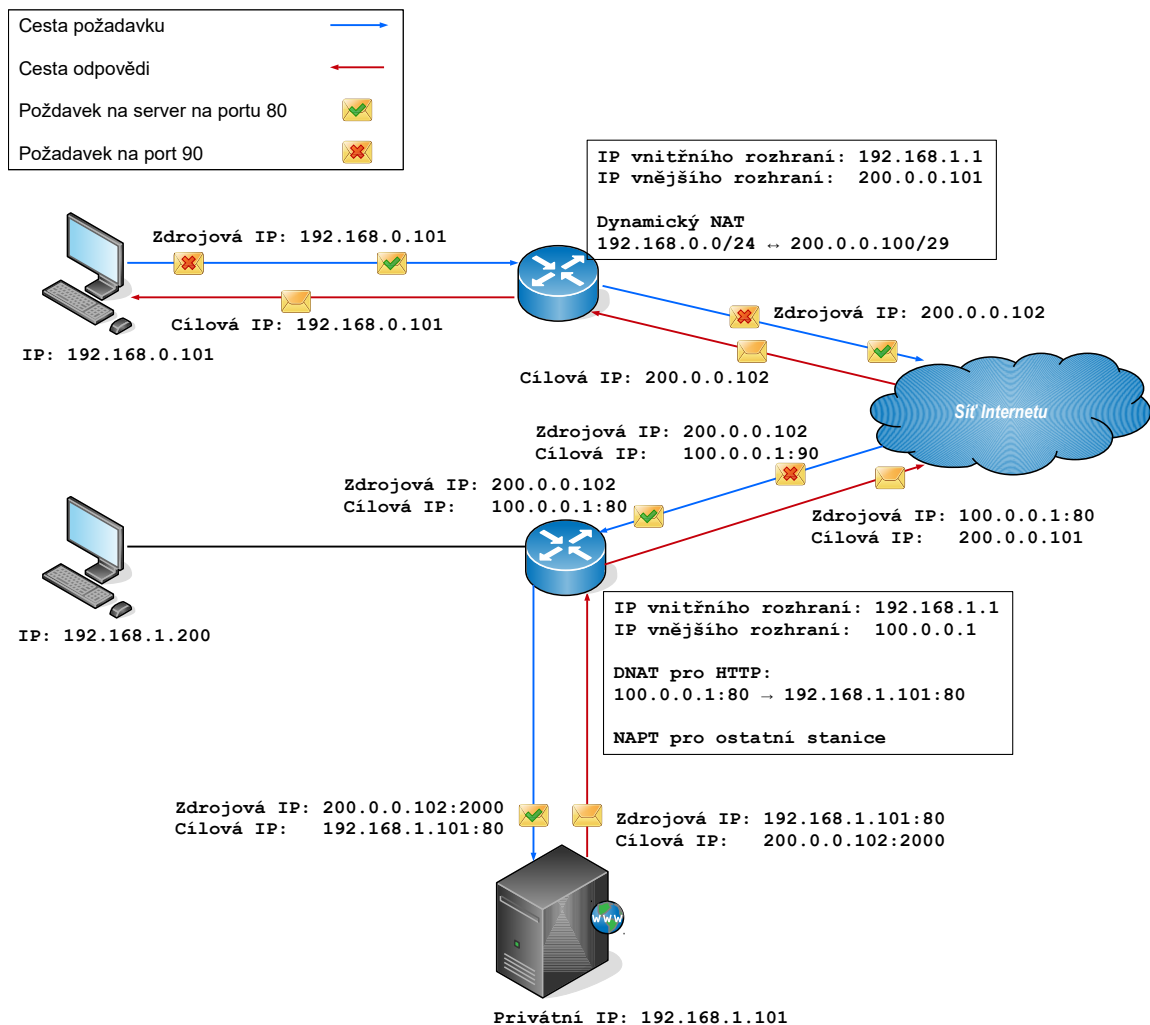 Cesta požadavku
Cesta odpovědi
Poždavek na server na portu 80
Požadavek na port 90
IP vnitřního rozhraní: 192.168.1.1
IP vnějšího rozhraní: 200.0.0.101
Dynamický NAT
192.168.0.0/24 ↔ 200.0.0.100/29
Zdrojová IP: 192.168.0.101
Cílová IP: 192.168.0.101
IP: 192.168.0.101
Zdrojová IP: 200.0.0.102
Cílová IP: 200.0.0.102
Síť Internetu
Zdrojová IP: 200.0.0.102
Cílová IP: 100.0.0.1:90
Zdrojová IP: 200.0.0.102
Cílová IP: 100.0.0.1:80
Zdrojová IP: 100.0.0.1:80
Cílová IP: 200.0.0.101
IP: 192.168.1.200
IP vnitřního rozhraní: 192.168.1.1
IP vnějšího rozhraní: 100.0.0.1
DNAT pro HTTP:
100.0.0.1:80 → 192.168.1.101:80
NAPT pro ostatní stanice
Zdrojová IP: 200.0.0.102:2000
Cílová IP: 192.168.1.101:80
Zdrojová IP: 192.168.1.101:80
Cílová IP: 200.0.0.102:2000
www
Privátní IP: 192.168.1.101